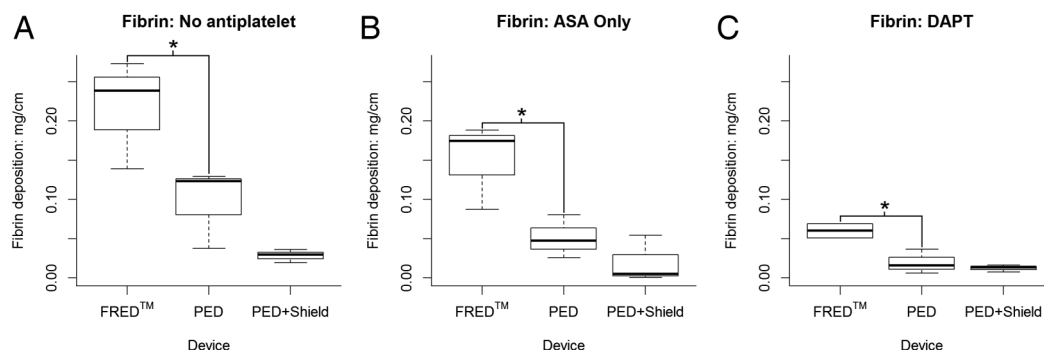 A
Fibrin: No antiplatelet
Fibrin deposition: mg/cm
0.20
0.10
0.00
*
FRED™ PED PED+Shield
Device
B
Fibrin: ASA Only
Fibrin deposition: mg/cm
0.20
0.10
0.00
*
FRED™ PED PED+Shield
Device
C
Fibrin: DAPT
Fibrin deposition: mg/cm
0.20
0.10
0.00
*
FRED™ PED PED+Shield
Device